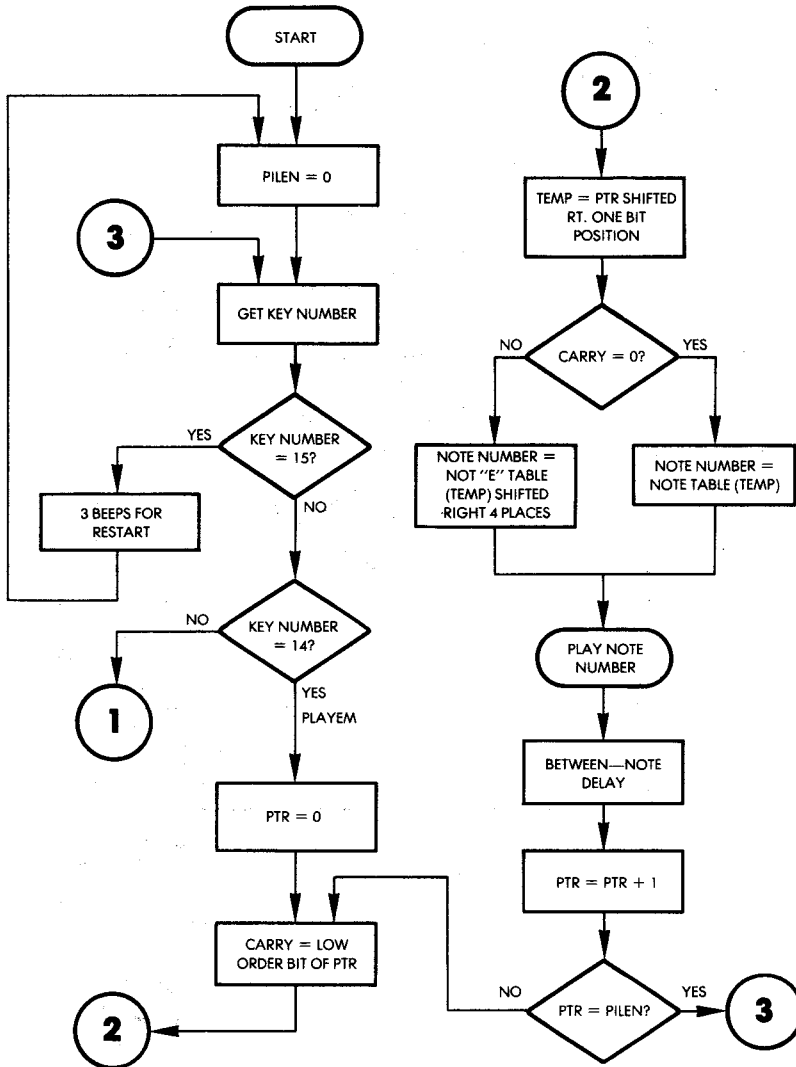 START
PILEN = 0
3
GET KEY NUMBER
KEY NUMBER
= 15?
YES
NO
3 BEEPS FOR
RESTART
KEY NUMBER
= 14?
NO
YES
PLAYEM
1
PTR = 0
CARRY = LOW
ORDER BIT OF PTR
2
2
TEMP = PTR SHIFTED
RT. ONE BIT
POSITION
CARRY = 0?
NO
YES
NOTE NUMBER =
NOT "E" TABLE
(TEMP) SHIFTED
RIGHT 4 PLACES
NOTE NUMBER =
NOTE TABLE (TEMP)
PLAY NOTE
NUMBER
BETWEEN—NOTE
DELAY
PTR = PTR + 1
PTR = PILEN?
NO
YES
3